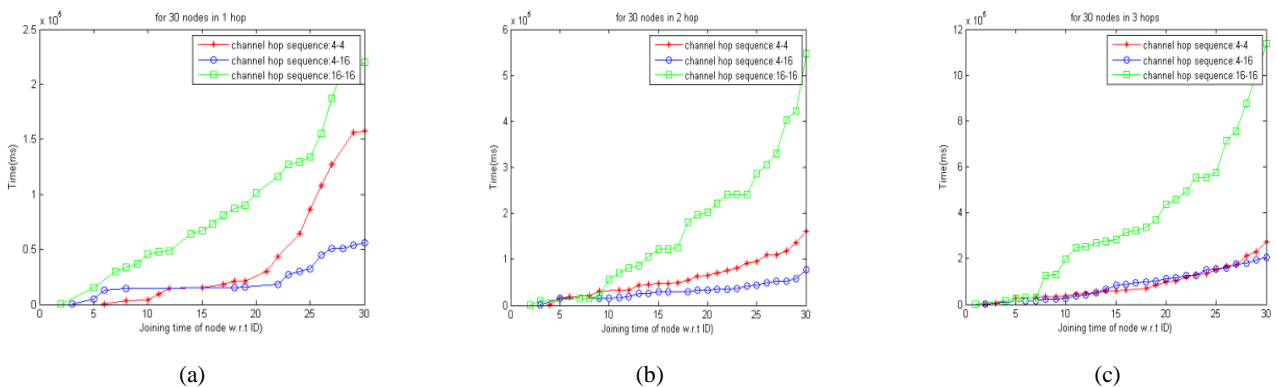 for 30 nodes in 1 hop
x 10^5
2.5
2
1.5
1
0.5
0
Time(ms)
channel hop sequence:4-4
channel hop sequence:4-16
channel hop sequence:16-16
0 5 10 15 20 25 30
Joining time of node w.r.t ID)
(a)
for 30 nodes in 2 hop
x 10^5
6
5
4
3
2
1
0
Time(ms)
channel hop sequence:4-4
channel hop sequence:4-16
channel hop sequence:16-16
0 5 10 15 20 25 30
Joining time of node w.r.t ID)
(b)
for 30 nodes in 3 hops
x 10^5
12
10
8
6
4
2
0
Time(ms)
channel hop sequence:4-4
channel hop sequence:4-16
channel hop sequence:16-16
0 5 10 15 20 25 30
Joining time of node w.r.t ID)
(c)